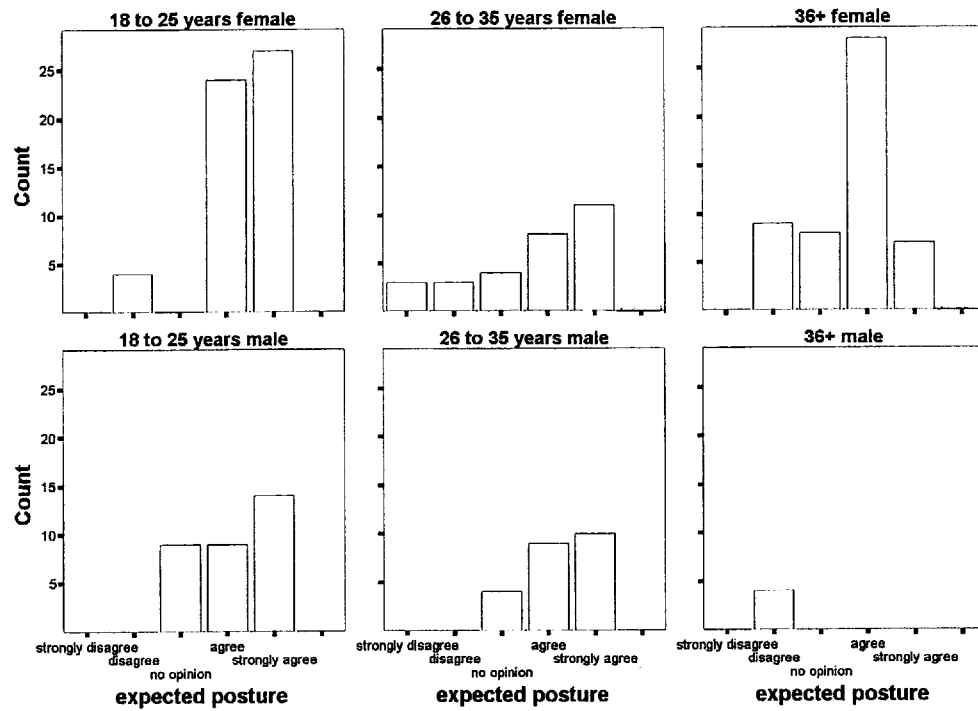 18 to 25 years female
26 to 35 years female
36+ female
Count
25
20
15
10
5
18 to 25 years male
26 to 35 years male
36+ male
Count
25
20
15
10
5
strongly disagree
disagree
no opinion
agree
strongly agree
expected posture
strongly disagree
disagree
no opinion
agree
strongly agree
expected posture
strongly disagree
disagree
no opinion
agree
strongly agree
expected posture